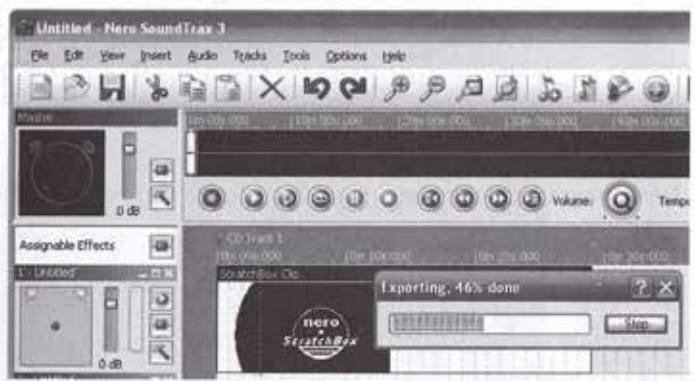 Untitled - Nero SoundTrax 3
File Edit View Insert Audio Tracks Tools Options Help
Master
0 dB
Volume:
Tempo
Assignable Effects
CD Track 1
1 - Untitled
ScratchBox Clip
Exporting, 46% done
nero
ScratchBox
Stop
0 dB